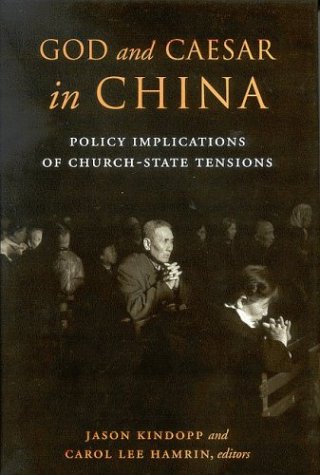 GOD and CAESAR
in CHINA
POLICY IMPLICATIONS
OF CHURCH-STATE TENSIONS
JASON KINDOPP and
CAROL LEE HAMRIN, editors